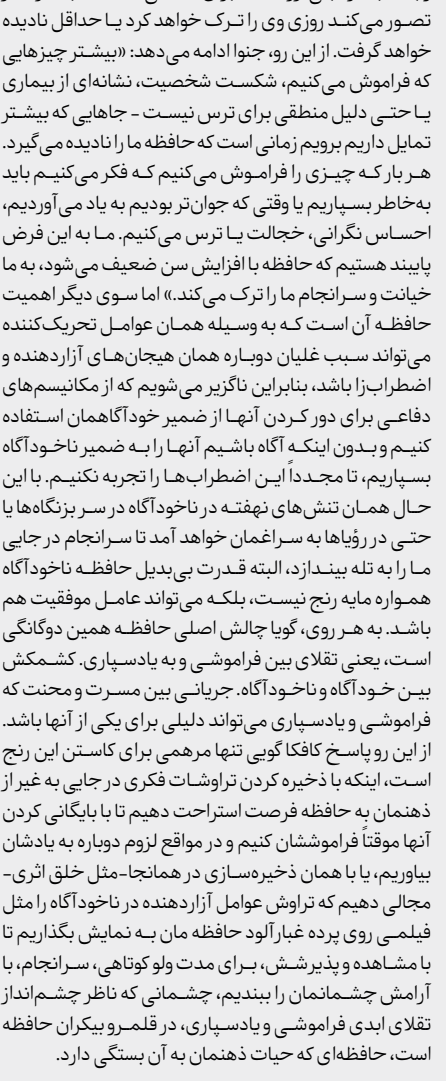 تصور می‌کند روزی وی را ترک خواهد کرد یا حداقل نادیده
خواهد گرفت. از این رو، جنوا ادامه می‌دهد: «بیشتر چیزهایی
که فراموش می‌کنیم، شکست شخصیت، نشانه‌ای از بیماری
یا حتی دلیل منطقی برای ترس نیست - جاهایی که بیشتر
تمایل داریم برویم زمانی است که حافظه ما را نادیده می‌گیرد.
هر بار که چیزی را فراموش می‌کنیم که فکر می‌کنیم باید
به‌خاطر بسپاریم یا وقتی که جوان‌تر بودیم به یاد می‌آوردیم،
احساس نگرانی، خجالت یا ترس می‌کنیم. ما به این فرض
پایبند هستیم که حافظه با افزایش سن ضعیف می‌شود، به ما
خیانت و سرانجام ما را ترک می‌کند.» اما سوی دیگر اهمیت
حافظه آن است که به وسیله همان عوامل تحریک‌کننده
می‌تواند سبب غلیان دوباره همان هیجان‌های آزاردهنده و
اضطراب‌زا باشد، بنابراین ناگزیر می‌شویم که از مکانیسم‌های
دفاعی برای دور کردن آنها از ضمیر خودآگاهمان استفاده
کنیم و بدون اینکه آگاه باشیم آنها را به ضمیر ناخودآگاه
بسپاریم، تا مجدداً این اضطراب‌ها را تجربه نکنیم. با این
حال همان تنش‌های نهفته در ناخودآگاه در سر بزنگاه‌ها یا
حتی در رؤیاها به سراغمان خواهد آمد تا سرانجام در جایی
ما را به تله بیندازد، البته قدرت بی‌بدیل حافظه ناخودآگاه
همواره مایه رنج نیست، بلکه می‌تواند عامل موفقیت هم
باشد. به هر روی، گویا چالش اصلی حافظه همین دوگانگی
است، یعنی تقلای بین فراموشی و به یادسپاری. کشمکش
بین خودآگاه و ناخودآگاه. جریانی بین مسرت و محنت که
فراموشی و یادسپاری می‌تواند دلیلی برای یکی از آنها باشد.
از این رو پاسخ کافکا گویی تنها مرهمی برای کاستن این رنج
است، اینکه با ذخیره کردن تراوشات فکری در جایی به غیر از
ذهنمان به حافظه فرصت استراحت دهیم تا با بایگانی کردن
آنها موقتاً فراموششان کنیم و در مواقع لزوم دوباره به یادشان
بیاوریم، یا با همان ذخیره‌سازی در همانجا-مثل خلق اثری-
مجالی دهیم که تراوش عوامل آزاردهنده در ناخودآگاه را مثل
فیلمی روی پرده غبارآلود حافظه مان به نمایش بگذاریم تا
با مشاهده و پذیرشش، برای مدت ولو کوتاهی، سرانجام، با
آرامش چشمانمان را ببندیم، چشمانی که ناظر چشم‌انداز
تقلای ابدی فراموشی و یادسپاری، در قلمرو بیکران حافظه
است، حافظه‌ای که حیات ذهنمان به آن بستگی دارد.